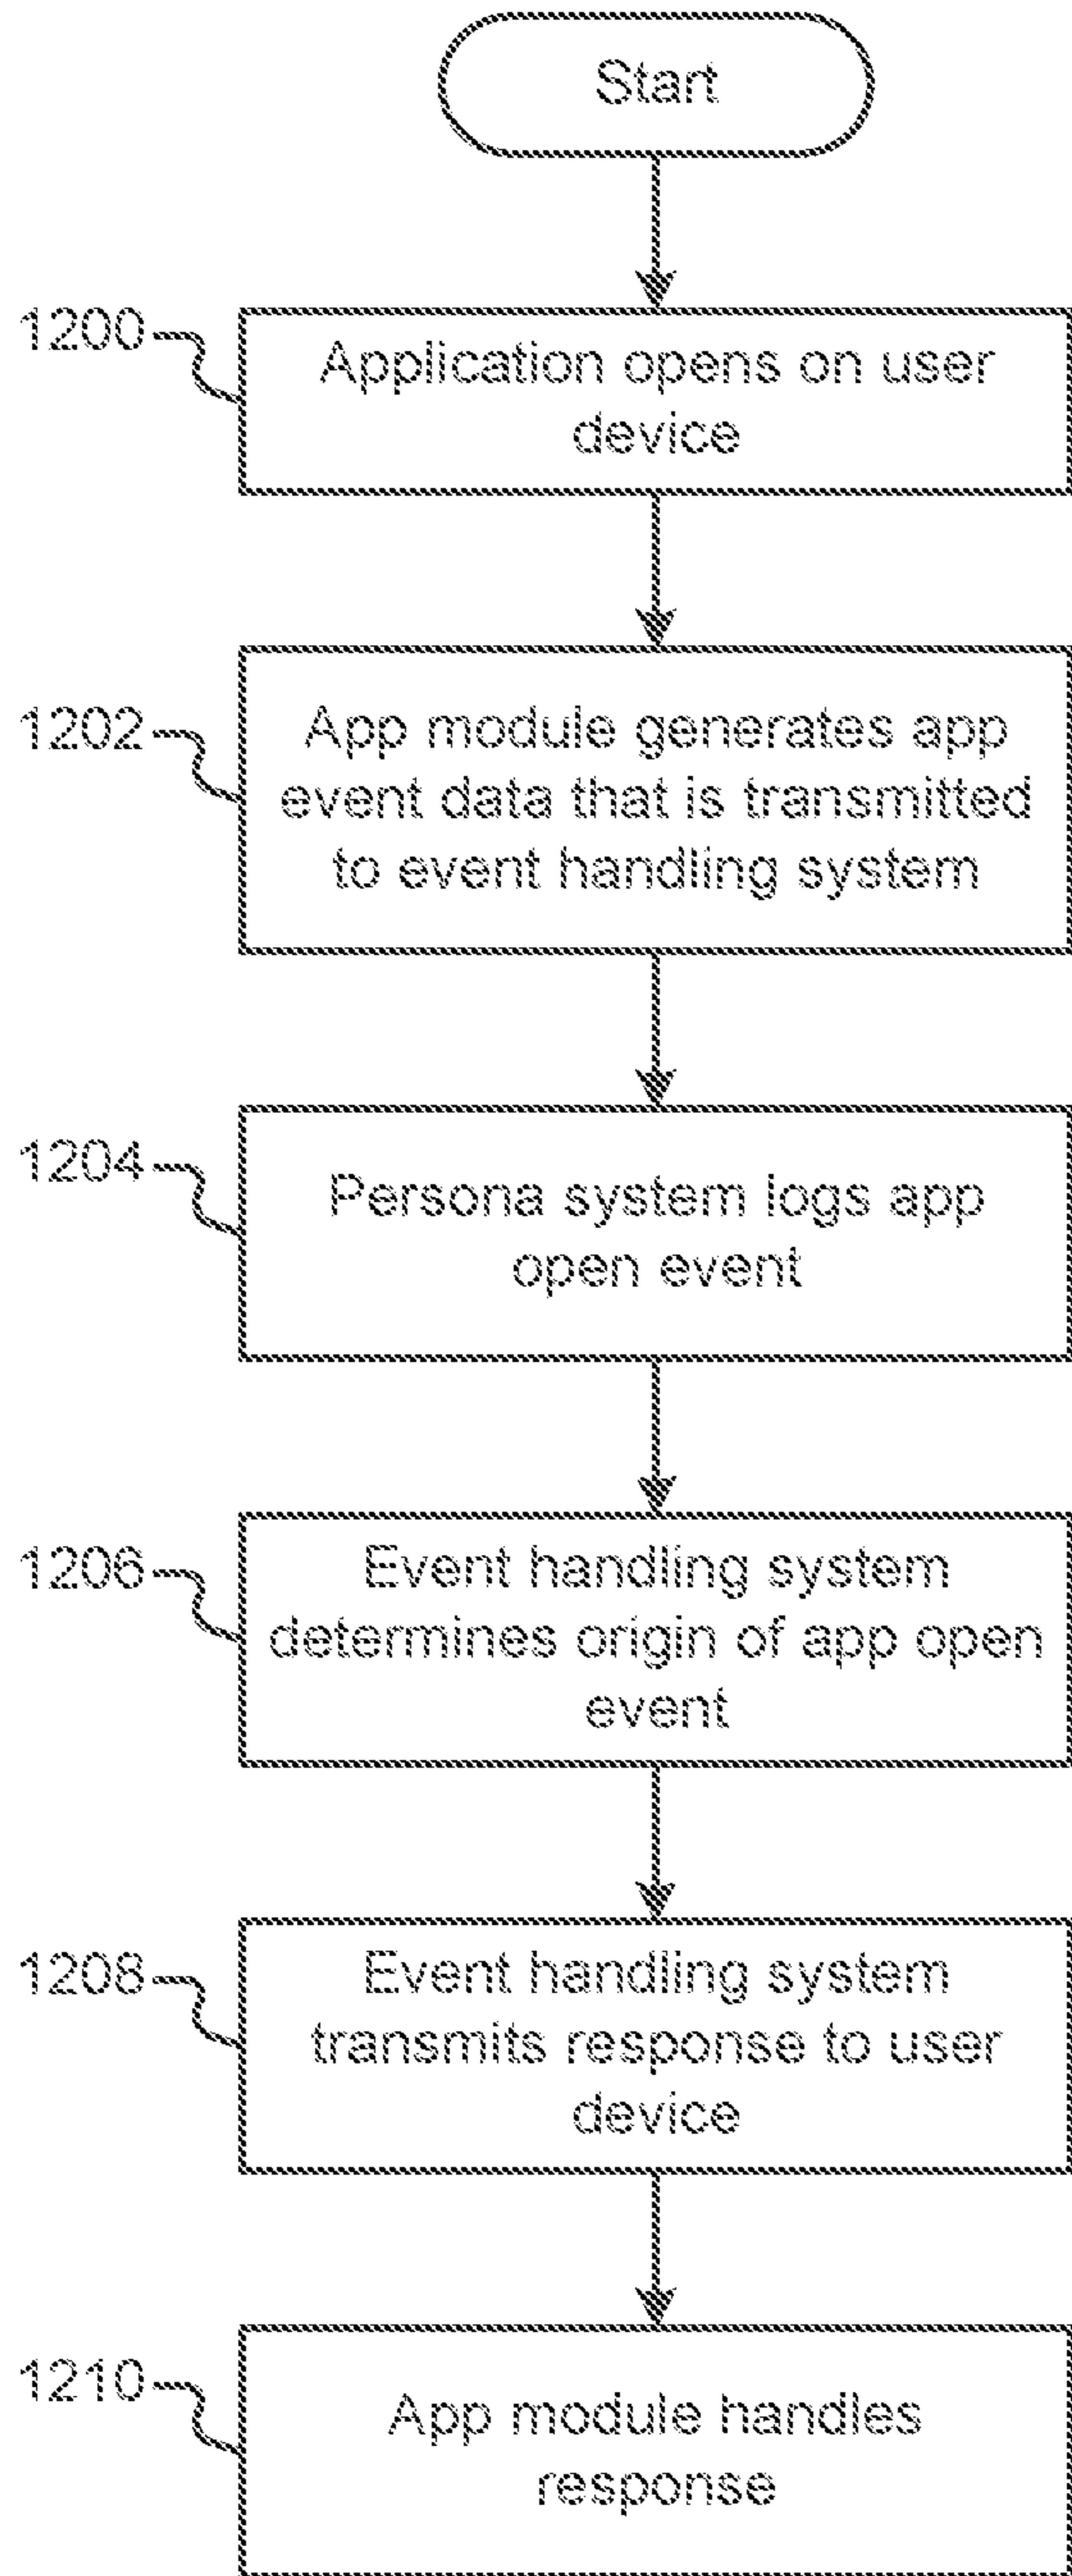 Start
1200
Application opens on user
device
1202
App module generates app
event data that is transmitted
to event handling system
1204
Persona system logs app
open event
1206
Event handling system
determines origin of app open
event
1208
Event handling system
transmits response to user
device
1210
App module handles
response